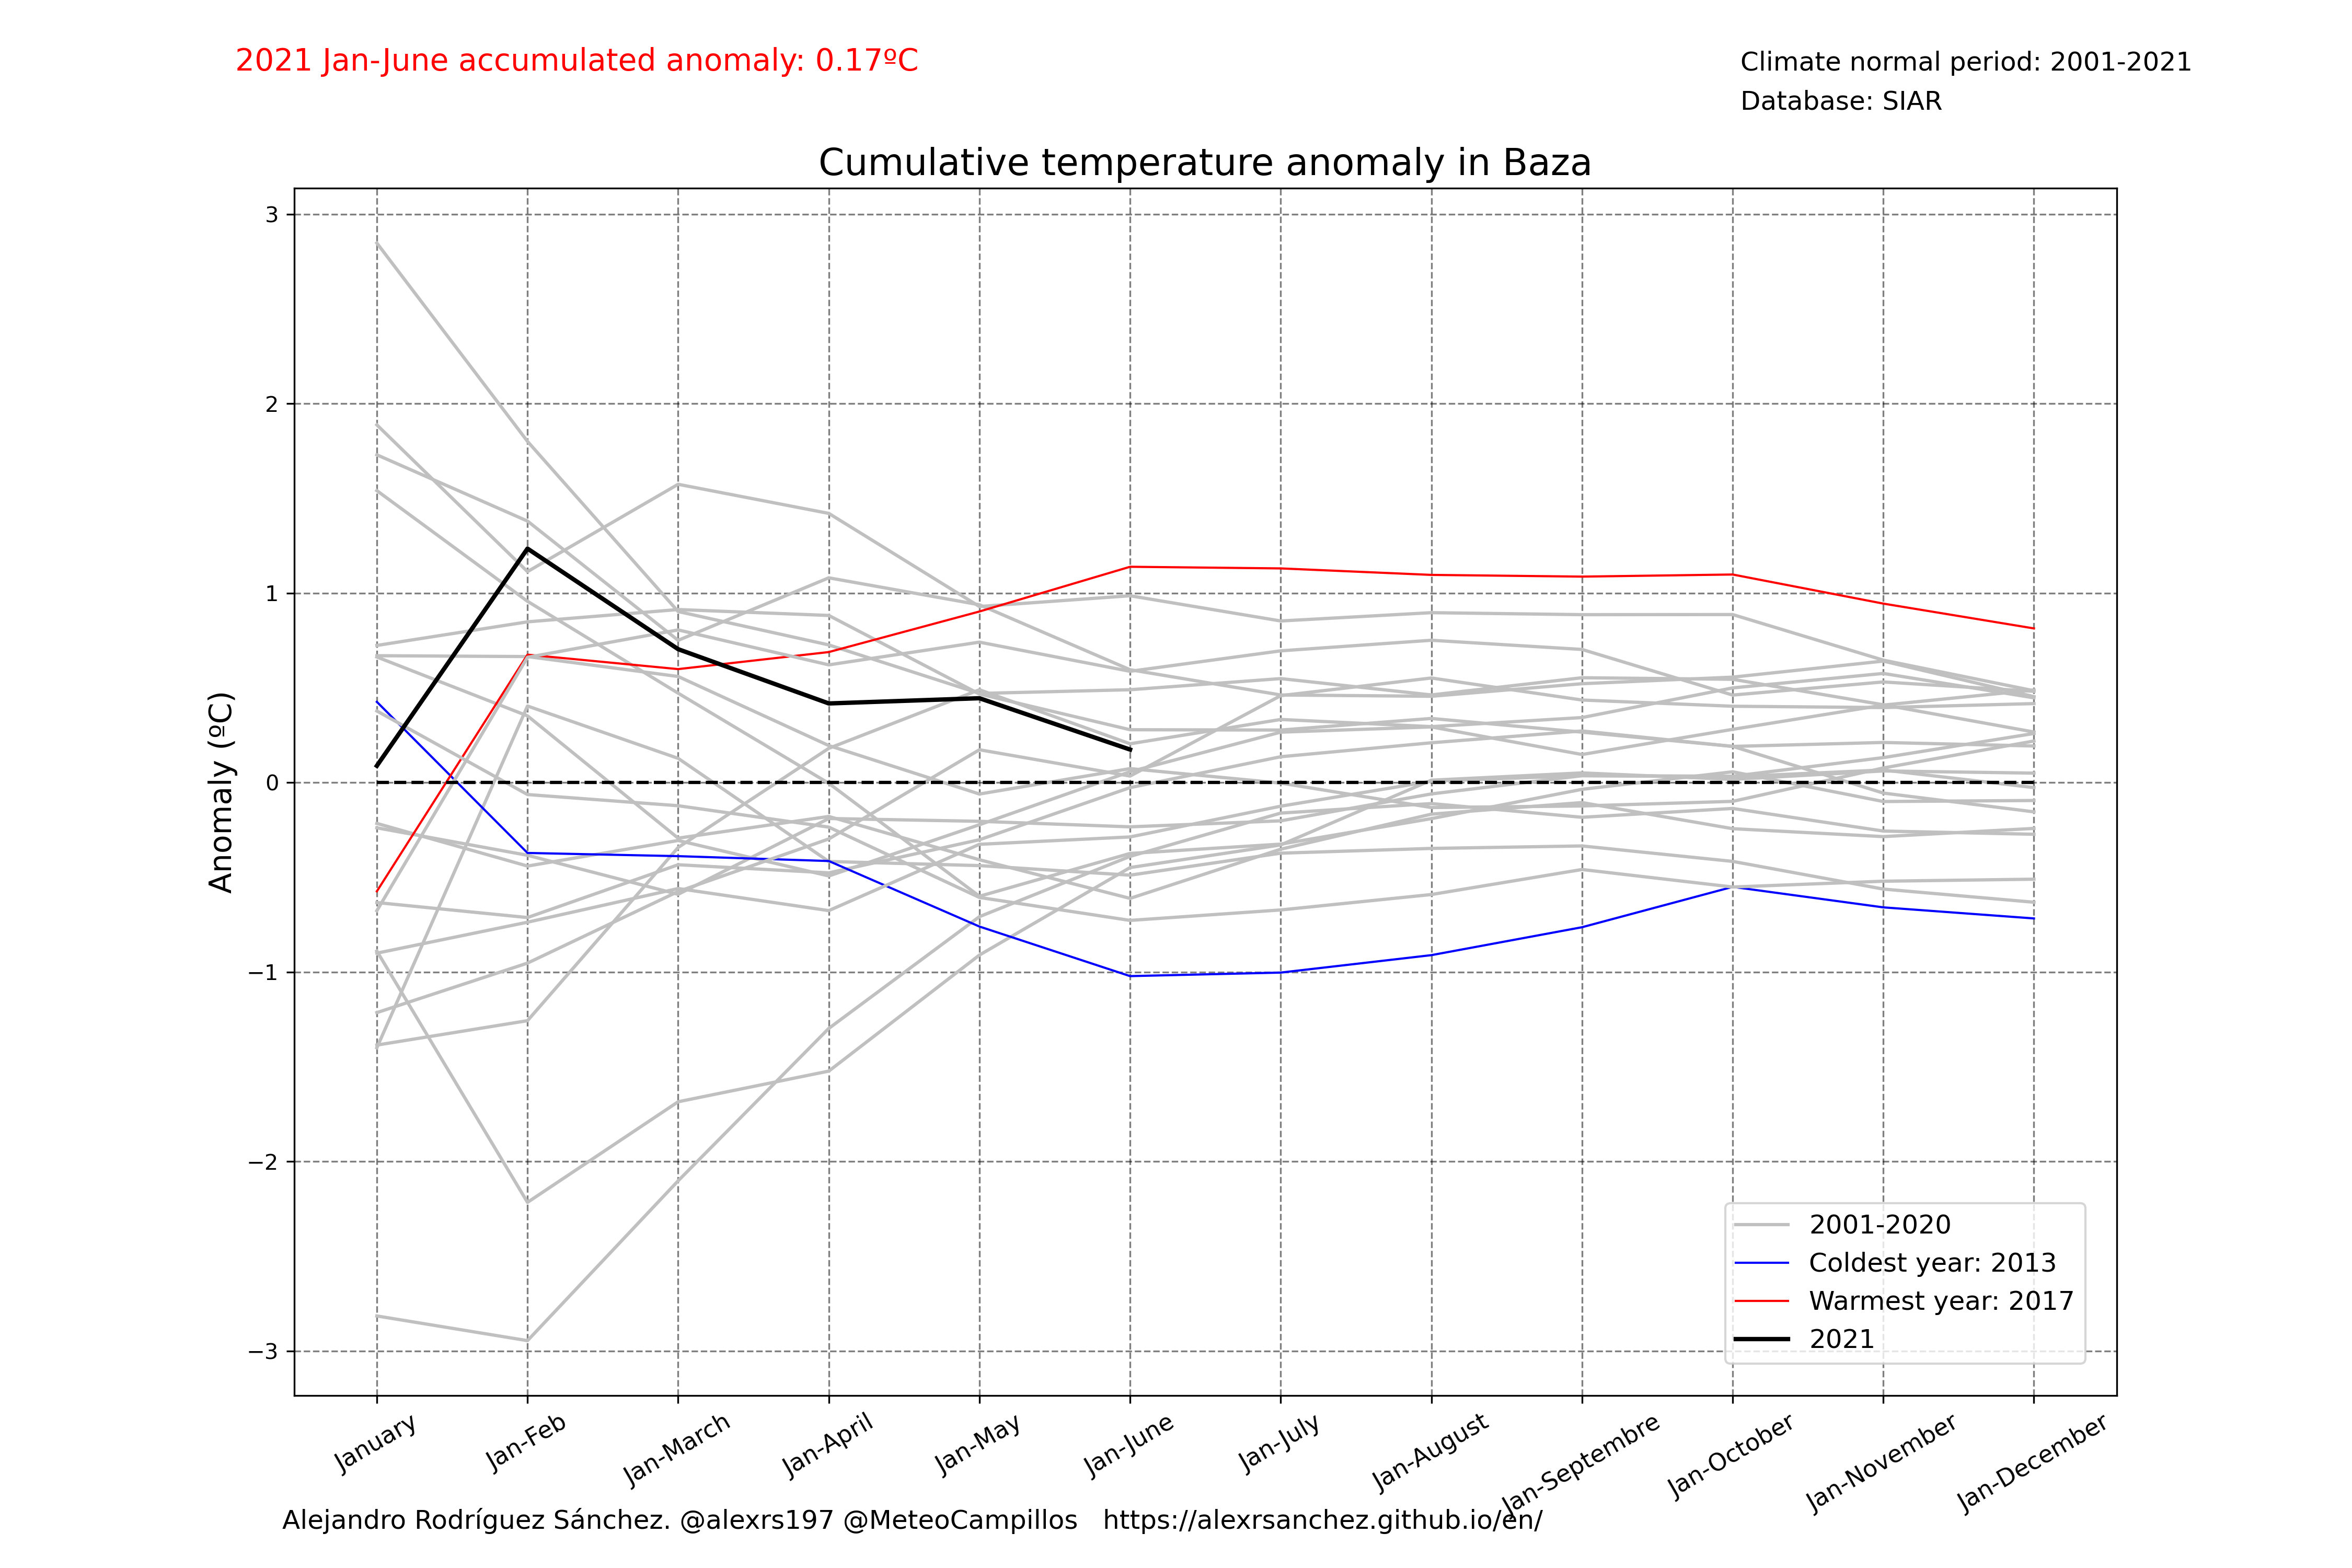 2021 Jan-June accumulated anomaly: 0.17ºC
Climate normal period: 2001-2021
Database: SIAR
Cumulative temperature anomaly in Baza
Anomaly (ºC)
3
2
1
0
−1
−2
−3
2001-2020
Coldest year: 2013
Warmest year: 2017
2021
January
Jan-Feb
Jan-March
Jan-April
Jan-May
Jan-June
Jan-July
Jan-August
Jan-Septembre
Jan-October
Jan-November
Jan-December
Alejandro Rodríguez Sánchez. @alexrs197 @MeteoCampillos https://alexrsanchez.github.io/en/